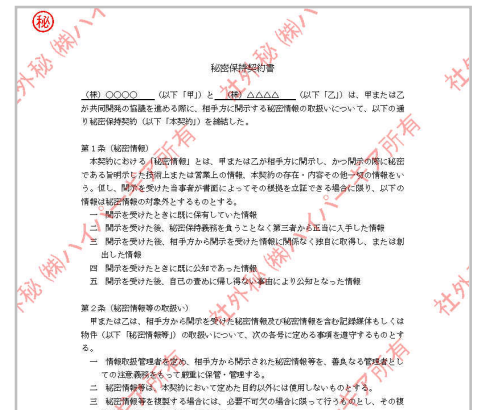 ㊙
秘密保持契約書
（株）○○○○　（以下「甲」）と　（株）△△△△　（以下「乙」）は、甲または乙
が共同開発の協議を進める際に、相手方に開示する秘密情報の取扱いについて、以下の通
り秘密保持契約（以下「本契約」）を締結した。
第１条（秘密情報）
本契約における「秘密情報」とは、甲または乙が相手方に開示し、かつ開示の際に秘密
である旨明示した技術上または営業上の情報、本契約の存在・内容その他一切の情報をい
う。但し、開示を受けた当事者が書面によってその根拠を立証できる場合に限り、以下の
情報は秘密情報の対象外とするものとする。
一　開示を受けたときに既に保有していた情報
二　開示を受けた後、秘密保持義務を負うことなく第三者から正当に入手した情報
三　開示を受けた後、相手方から開示を受けた情報に関係なく独自に取得し、または創
出した情報
四　開示を受けたときに既に公知であった情報
五　開示を受けた後、自己の責めに帰し得ない事由により公知となった情報
第２条（秘密情報等の取扱い）
甲または乙は、相手方から開示を受けた秘密情報及び秘密情報を含む記録媒体もしくは
物件（以下「秘密情報等」）の取扱いについて、次の各号に定める事項を遵守するものとす
る。
一　情報取扱管理者を定め、相手方から開示された秘密情報等を、善良なる管理者とし
ての注意義務をもって厳重に保管・管理する。
二　秘密情報等は、本契約において定めた目的以外には使用しないものとする。
三　秘密情報等を複製する場合には、必要不可欠の場合に限って行うものとし、その複
社外秘 (株)ハイパーギア所有